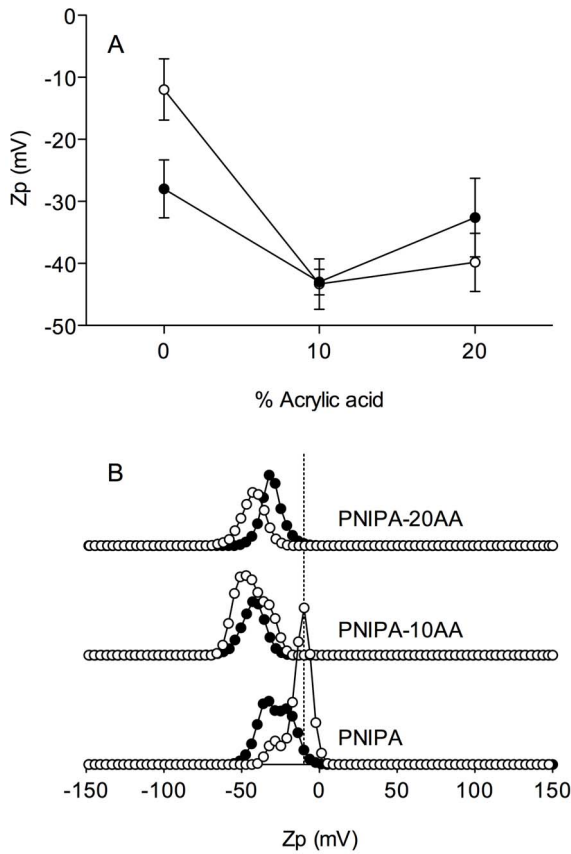 A
0
-10
-20
-30
-40
-50
Zp (mV)
0 10 20
% Acrylic acid
B
PNIPA-20AA
PNIPA-10AA
PNIPA
-150 -100 -50 0 50 100 150
Zp (mV)